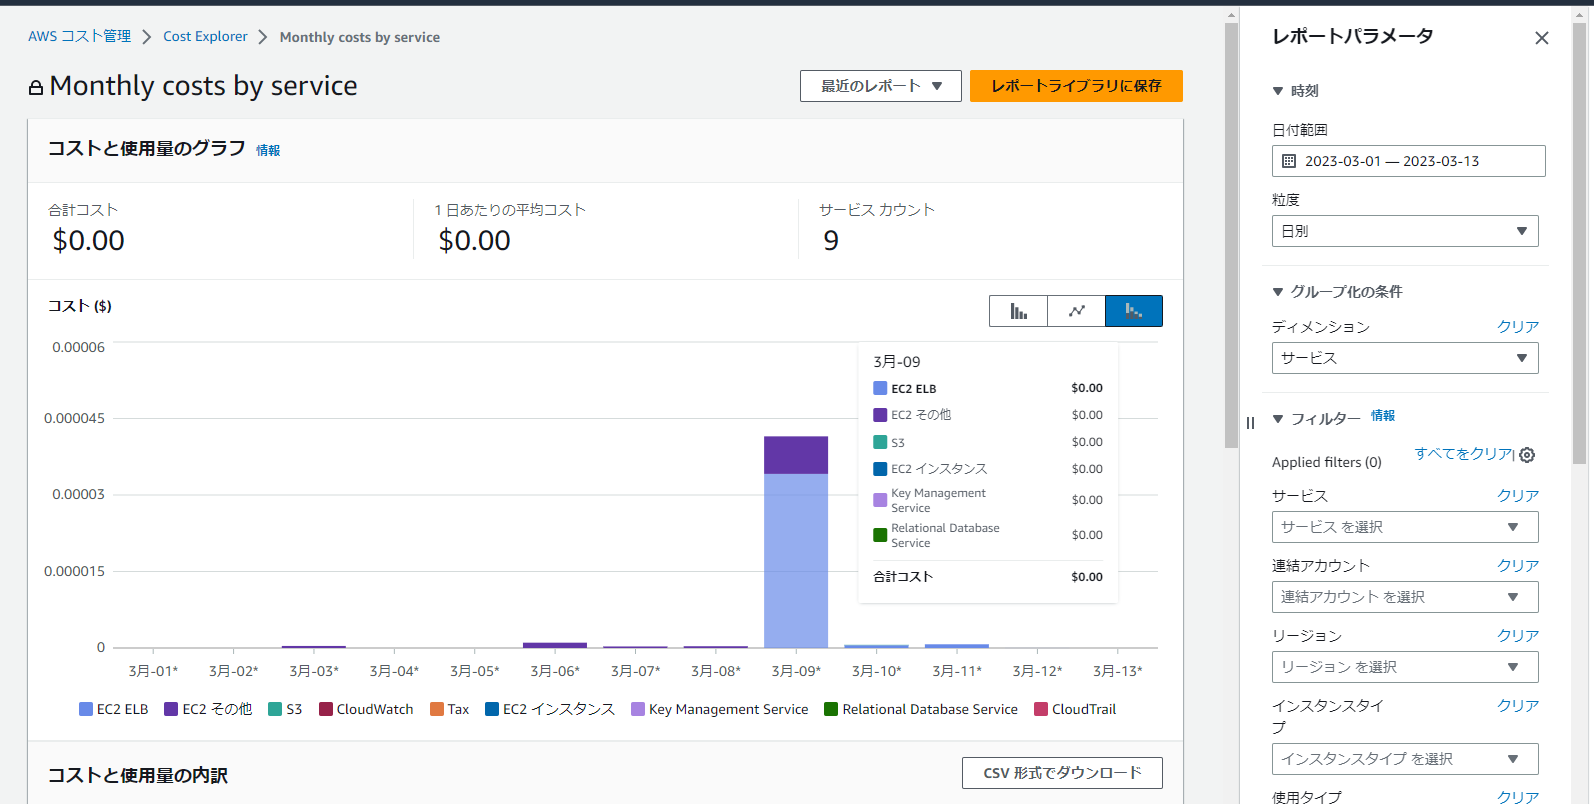 AWS コスト管理 > Cost Explorer > Monthly costs by service
Monthly costs by service
最近のレポート ▼
レポートライブラリに保存
コストと使用量のグラフ 情報
合計コスト
$0.00
1 日あたりの平均コスト
$0.00
サービス カウント
9
コスト ($)
0.00006
0.000045
0.00003
0.000015
0
3月-01* 3月-02* 3月-03* 3月-04* 3月-05* 3月-06* 3月-07* 3月-08* 3月-09* 3月-10* 3月-11* 3月-12* 3月-13*
3月-09
EC2 ELB $0.00
EC2 その他 $0.00
S3 $0.00
EC2 インスタンス $0.00
Key Management
Service $0.00
Relational Database
Service $0.00
合計コスト $0.00
EC2 ELB EC2 その他 S3 CloudWatch Tax EC2 インスタンス Key Management Service Relational Database Service CloudTrail
コストと使用量の内訳
CSV 形式でダウンロード
レポートパラメータ
▼ 時刻
日付範囲
2023-03-01 — 2023-03-13
粒度
日別
▼ グループ化の条件
ディメンション クリア
サービス
▼ フィルター 情報
Applied filters (0) すべてをクリア|
サービス クリア
サービス を選択
連結アカウント クリア
連結アカウント を選択
リージョン クリア
リージョン を選択
インスタンスタイ クリア
プ
インスタンスタイプ を選択
使用タイプ クリア